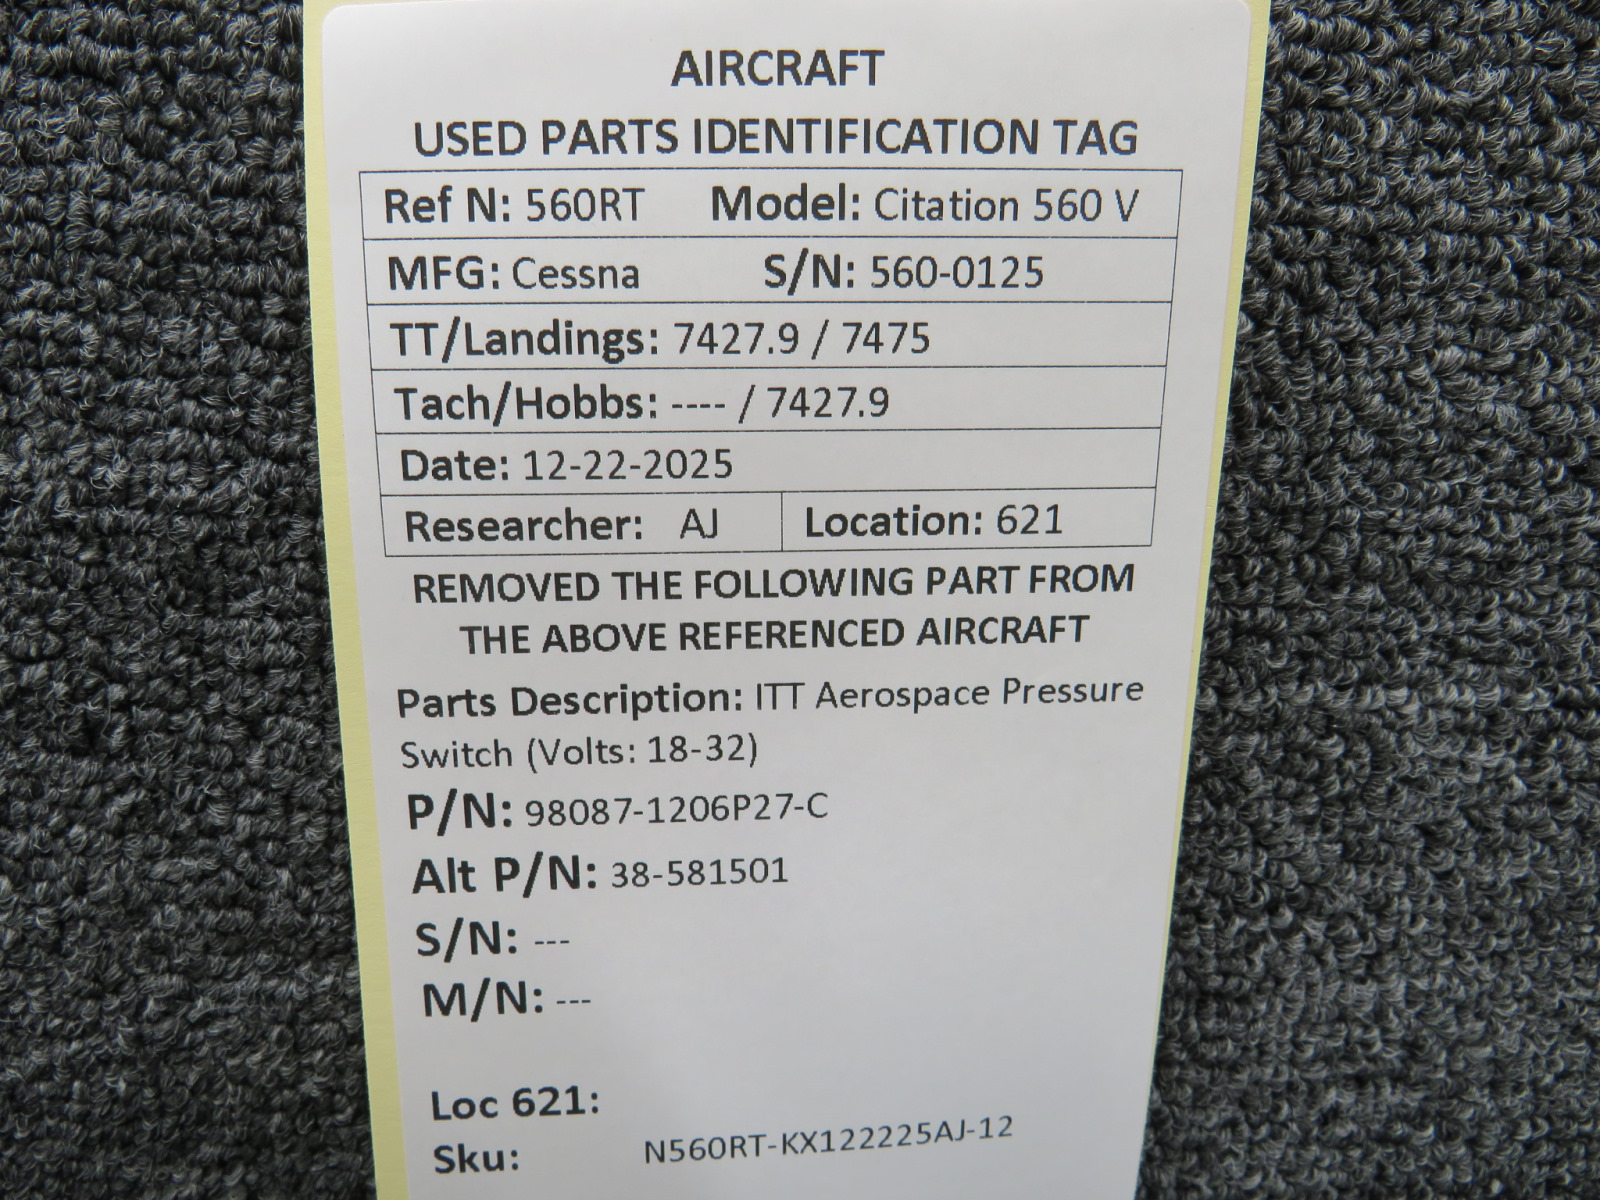 AIRCRAFT
USED PARTS IDENTIFICATION TAG
Ref N: 560RT Model: Citation 560 V
MFG: Cessna S/N: 560-0125
TT/Landings: 7427.9 / 7475
Tach/Hobbs: ---- / 7427.9
Date: 12-22-2025
Researcher: AJ Location: 621
REMOVED THE FOLLOWING PART FROM
THE ABOVE REFERENCED AIRCRAFT
Parts Description: ITT Aerospace Pressure
Switch (Volts: 18-32)
P/N: 98087-1206P27-C
Alt P/N: 38-581501
S/N: ---
M/N: ---
Loc 621:
Sku: N560RT-KX122225AJ-12